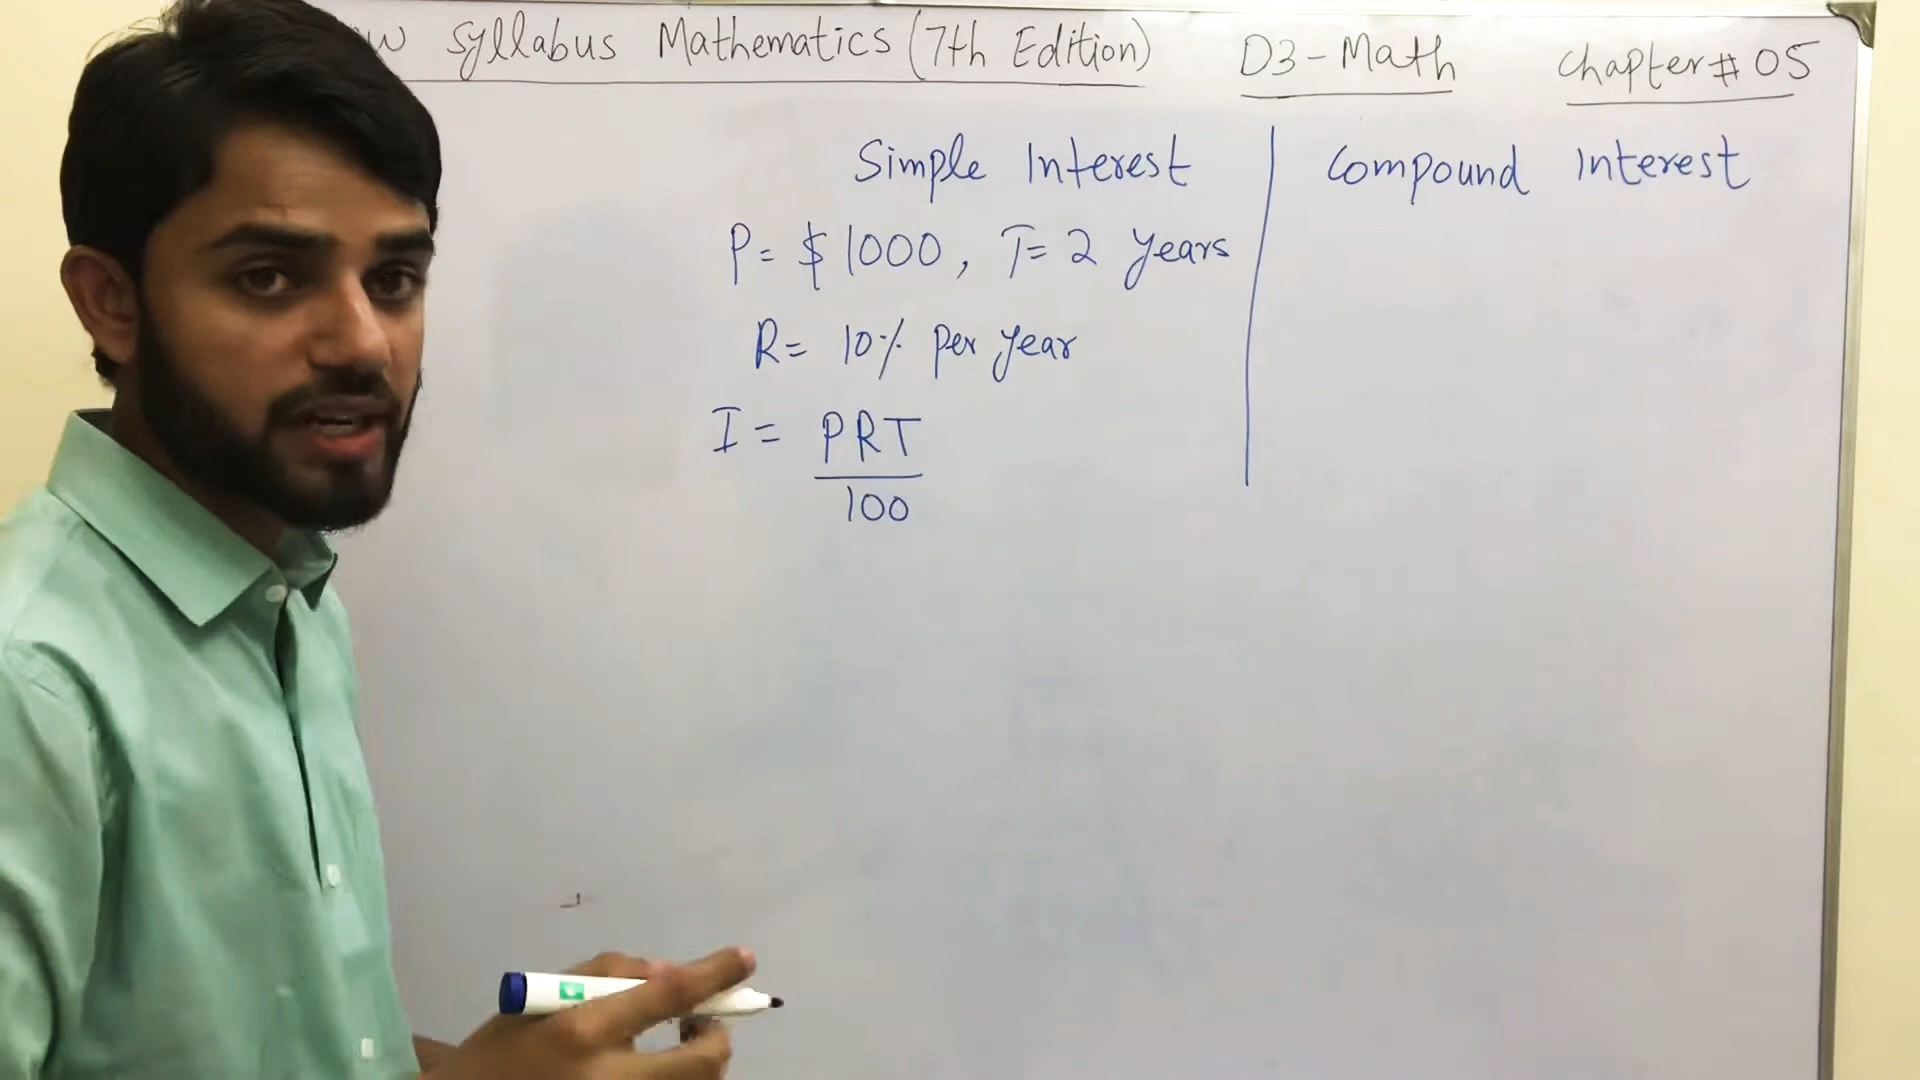 Syllabus Mathematics (7th Edition) D3-Math Chapter # 05
Simple Interest
Compound Interest
P = $ 1000, T = 2 years
R = 10% per year
I = PRT
100